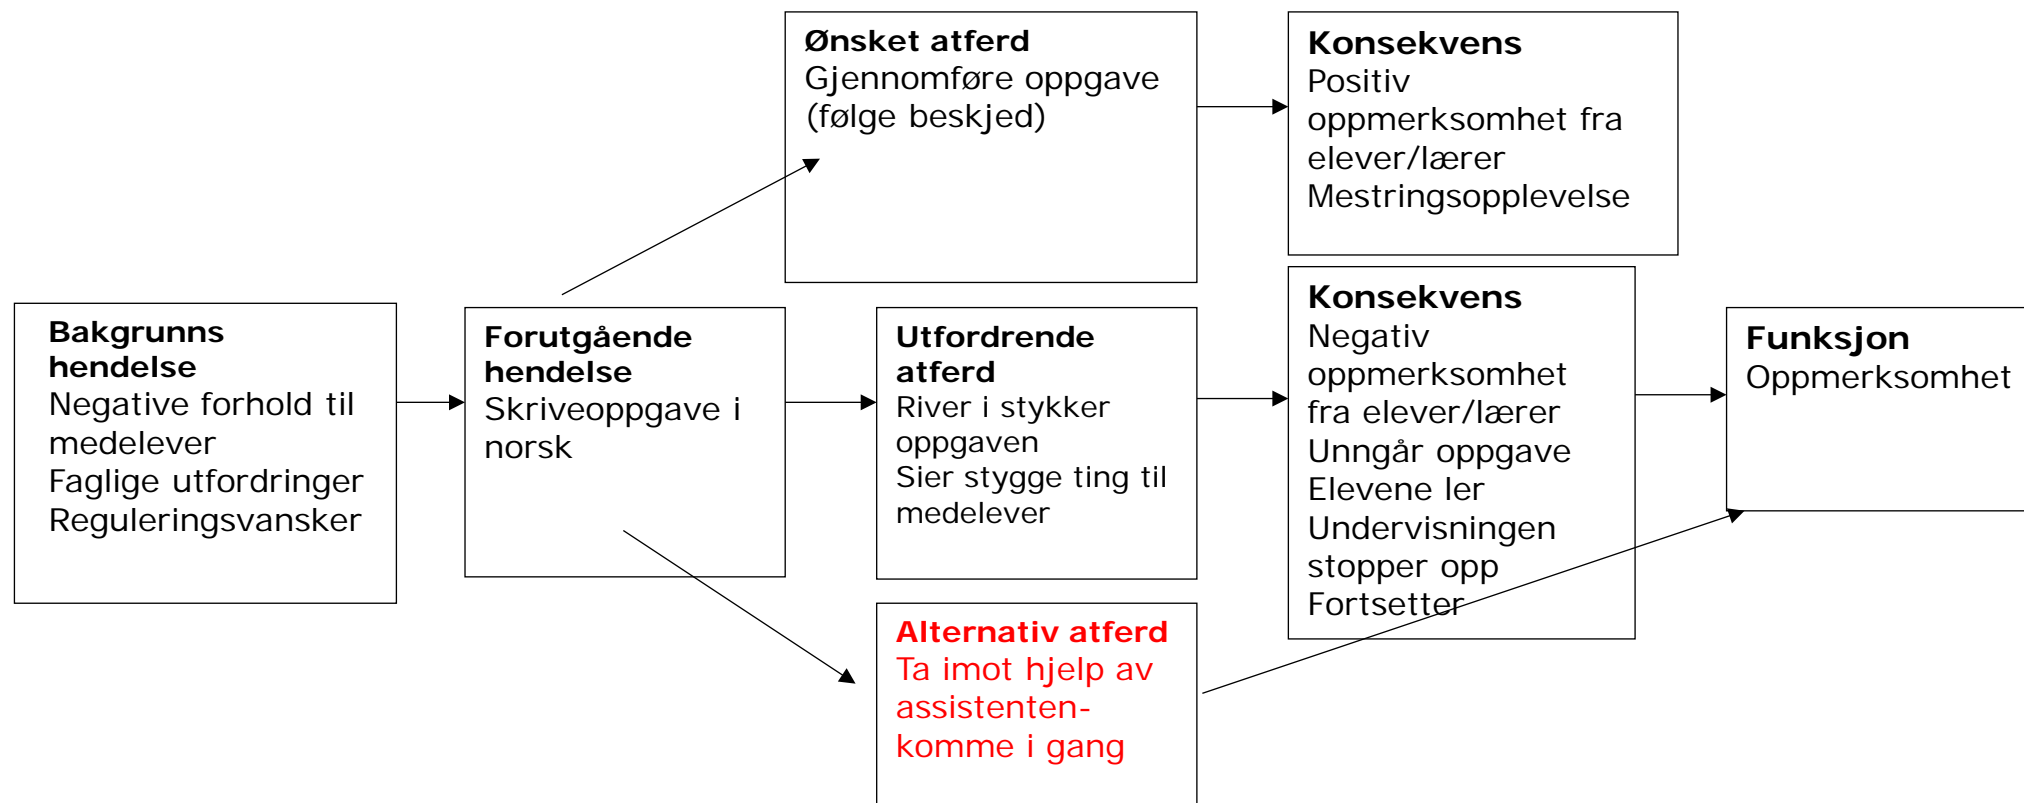 Ønsket atferd
Gjennomføre oppgave
(følge beskjed)
Konsekvens
Positiv
oppmerksomhet fra
elever/lærer
Mestringsopplevelse
Bakgrunns
hendelse
Negative forhold til
medelever
Faglige utfordringer
Reguleringsvansker
Forutgående
hendelse
Skriveoppgave i
norsk
Utfordrende
atferd
River i stykker
oppgaven
Sier stygge ting til
medelever
Konsekvens
Negativ
oppmerksomhet
fra elever/lærer
Unngår oppgave
Elevene ler
Undervisningen
stopper opp
Fortsetter
Funksjon
Oppmerksomhet
Alternativ atferd
Ta imot hjelp av
assistenten-
komme i gang